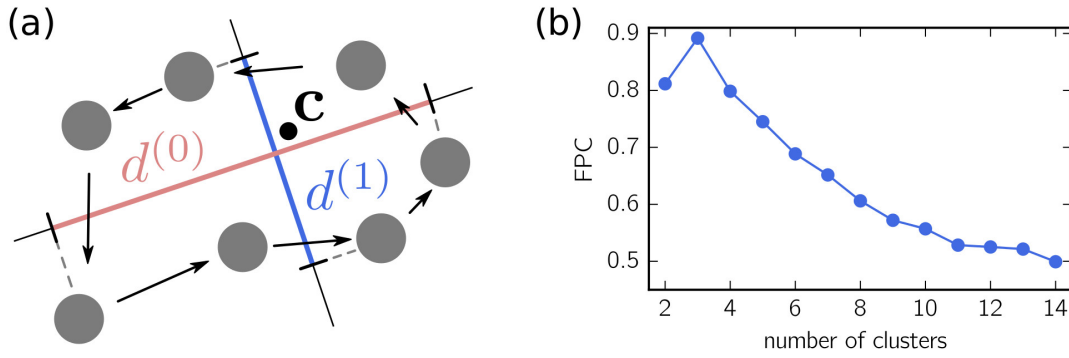 (a)
c
d^{(0)}
d^{(1)}
(b)
FPC
0.9
0.8
0.7
0.6
0.5
2 4 6 8 10 12 14
number of clusters